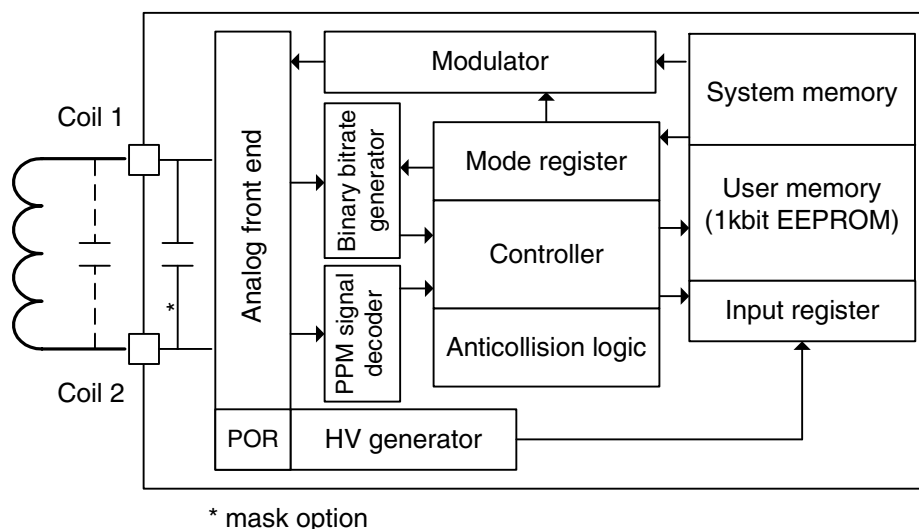 Modulator
System memory
Coil 1
Analog front end
Binary bitrate
generator
Mode register
User memory
(1kbit EEPROM)
Controller
*
PPM signal
decoder
Input register
Anticollision logic
Coil 2
POR
HV generator
* mask option